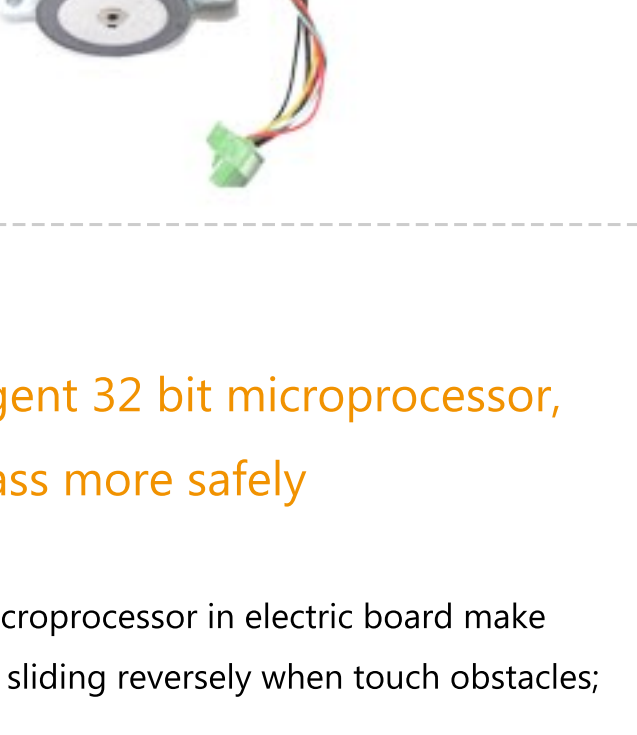 gent 32 bit microprocessor,
ass more safely
croprocessor in electric board make
sliding reversely when touch obstacles;